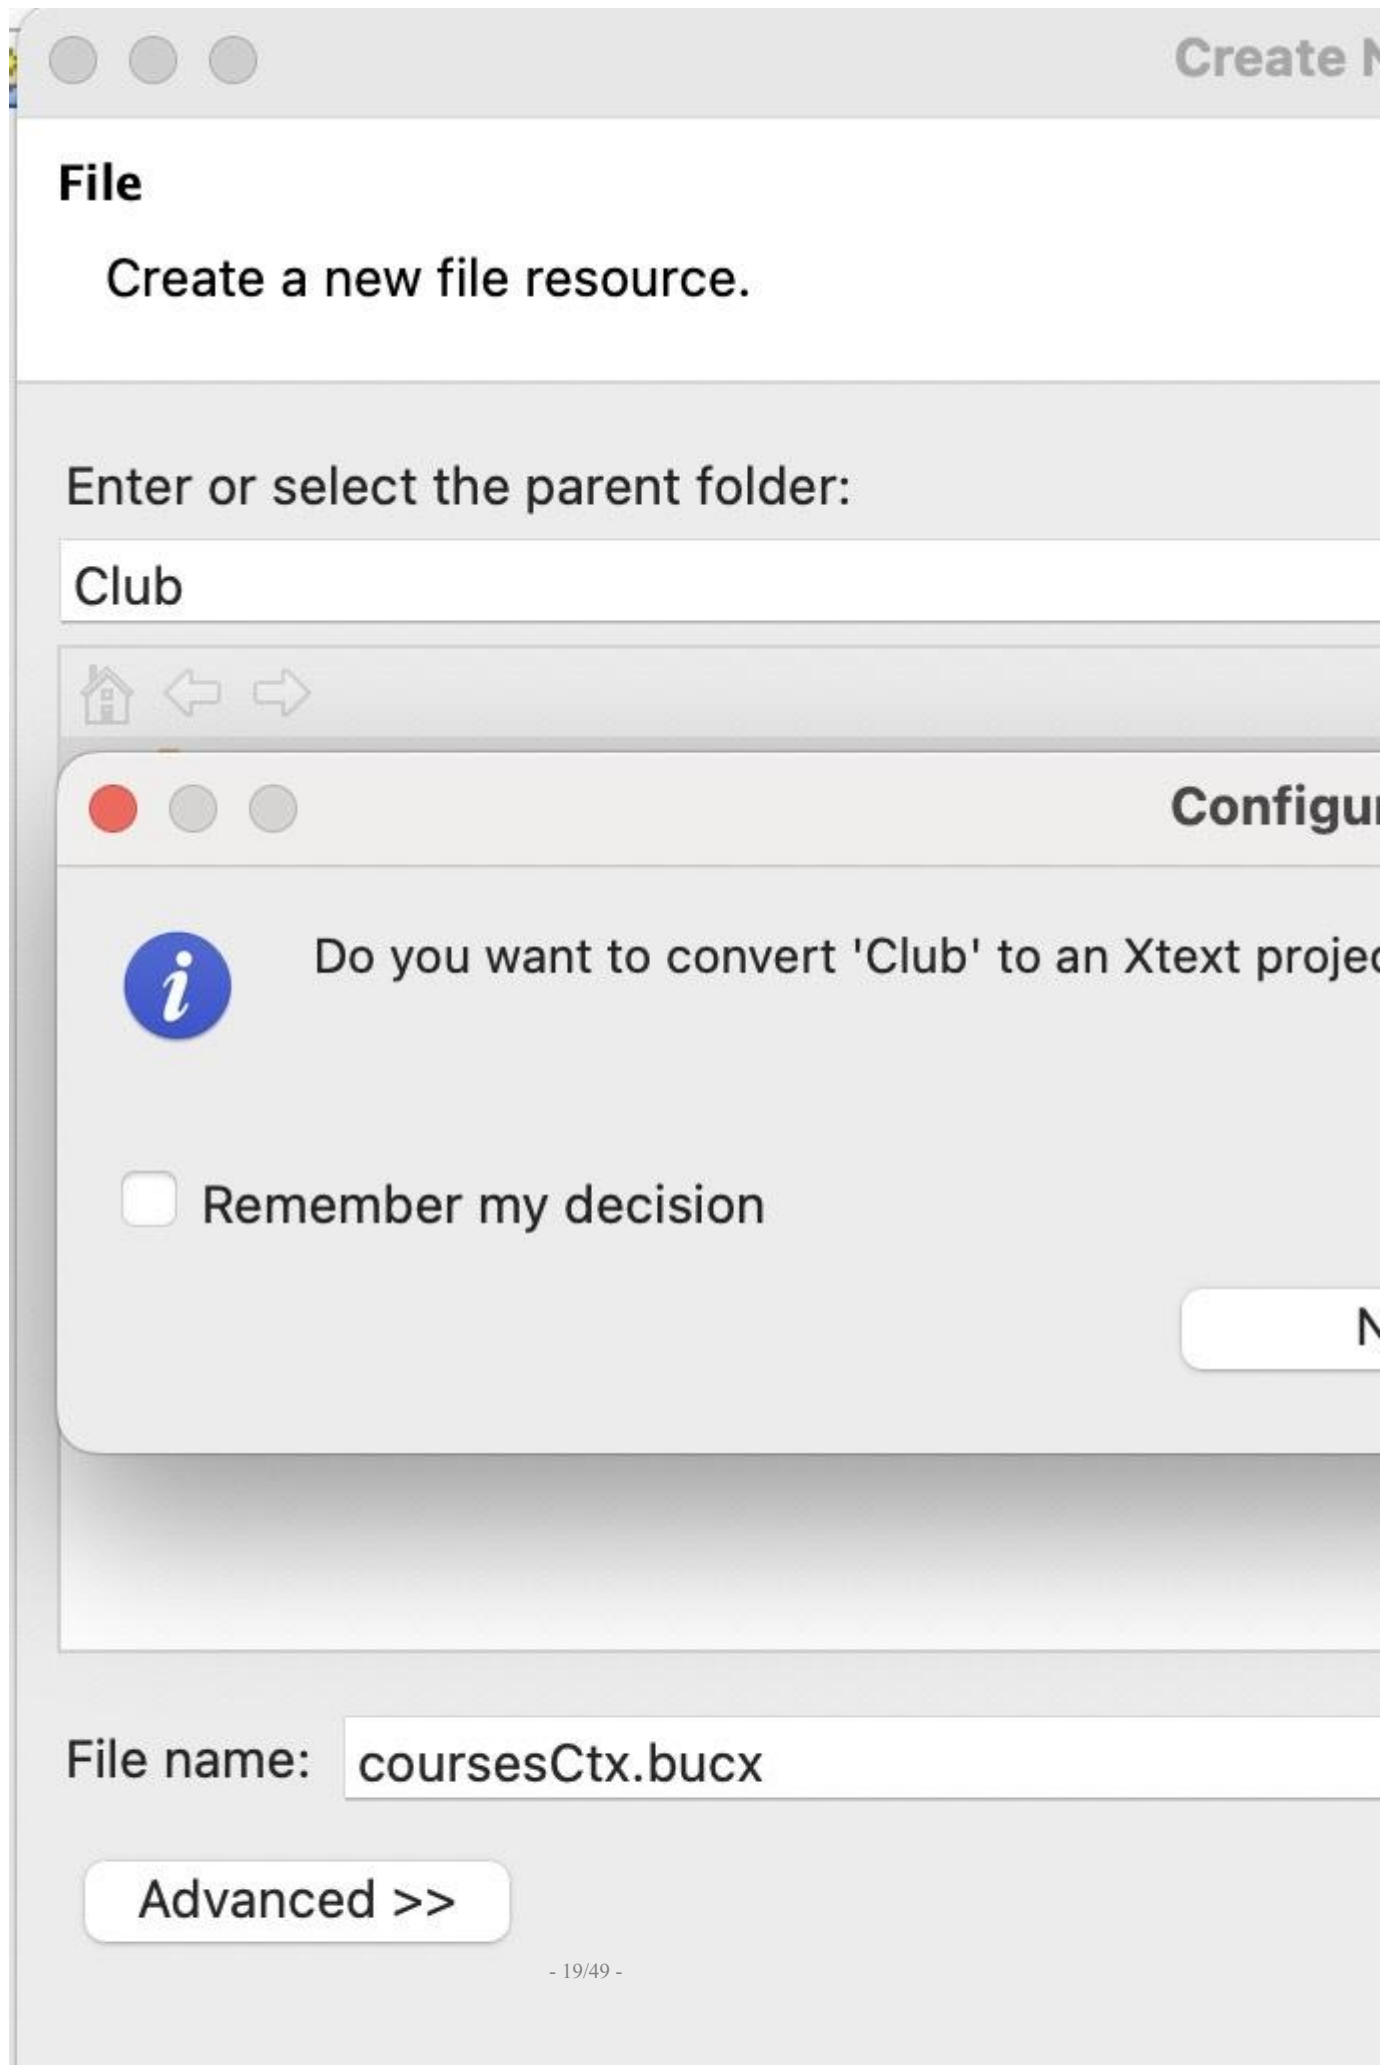 Create
File
Create a new file resource.
Enter or select the parent folder:
Club
Do you want to convert 'Club' to an Xtext
Remember my decision
File name: coursesCtx.bucx
Advanced >>
- 19/49 -